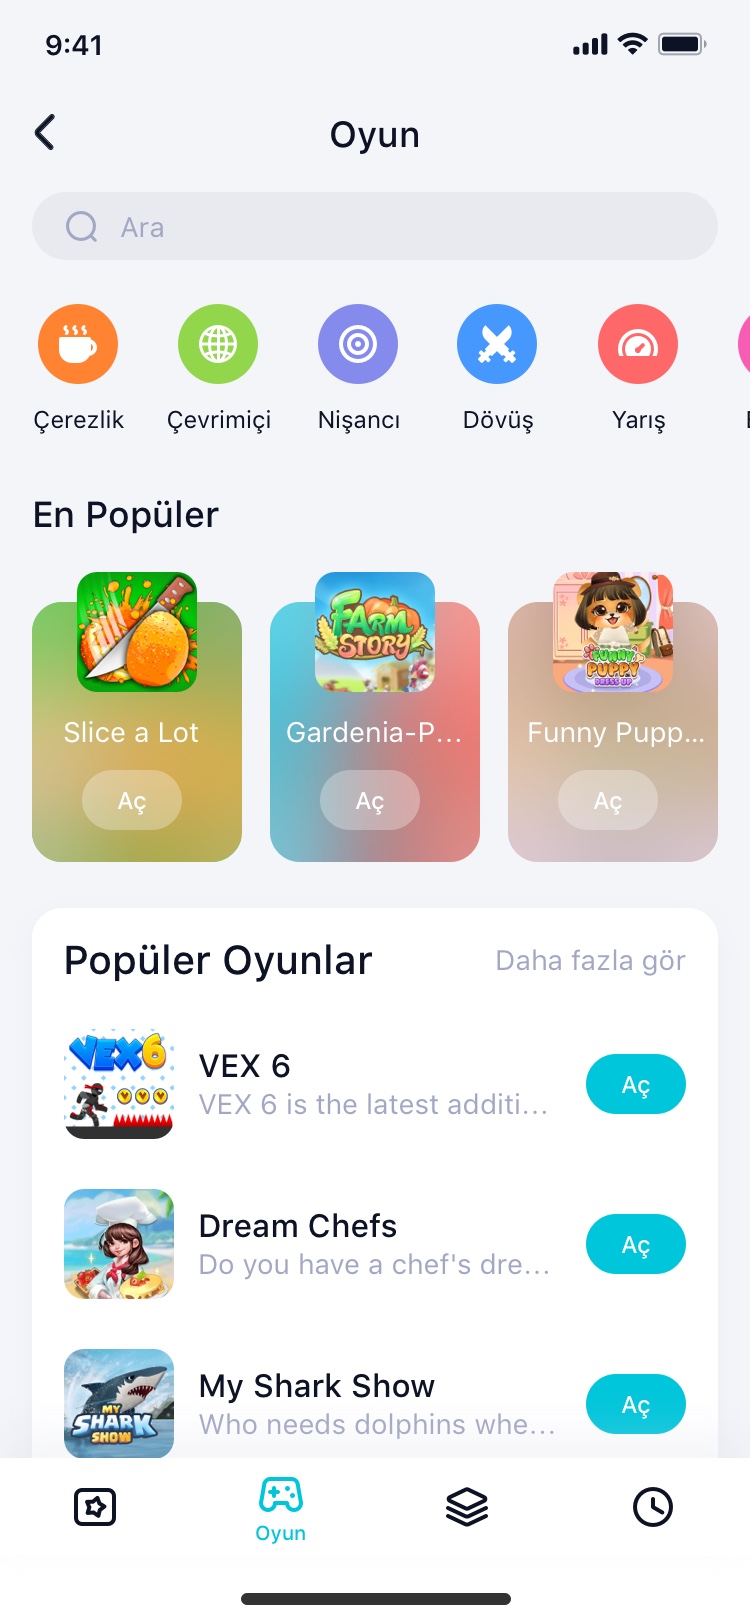 9:41
Oyun
Ara
Çerezlik
Çevrimiçi
Nişancı
Dövüş
Yarış
En Popüler
FARM
STORY
FUNNY
PUPPY
DRESS UP
Slice a Lot
Gardenia-P...
Funny Pupp...
Aç
Aç
Aç
Popüler Oyunlar
Daha fazla gör
VEX6
VEX 6
VEX 6 is the latest additi...
Aç
Dream Chefs
Do you have a chef's dre...
Aç
MY
SHARK
SHOW
My Shark Show
Who needs dolphins whe...
Aç
Oyun